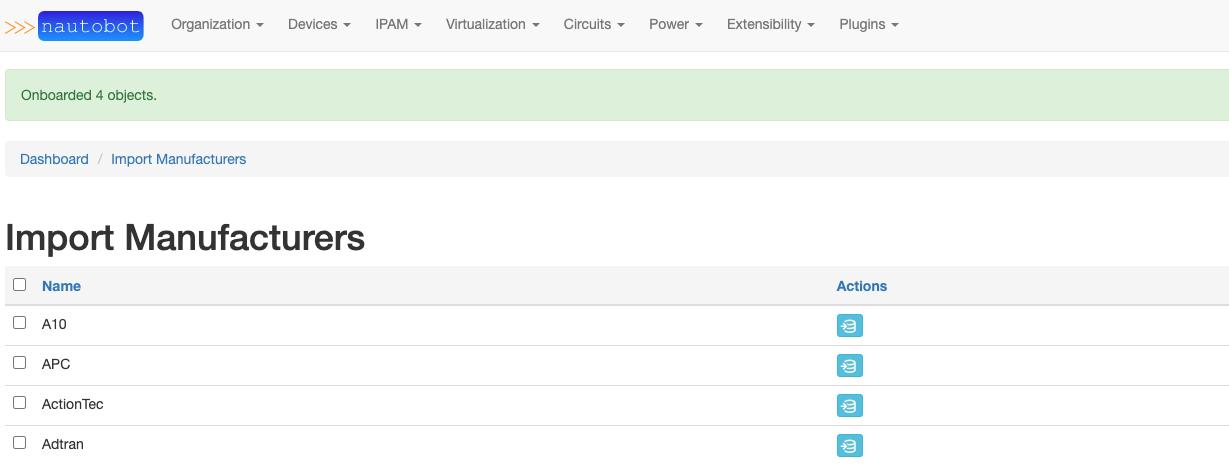 >>> nautobot Organization Devices IPAM Virtualization Circuits Power Extensibility Plugins
Onboarded 4 objects.
Dashboard / Import Manufacturers
Import Manufacturers
Name Actions
A10
APC
ActionTec
Adtran